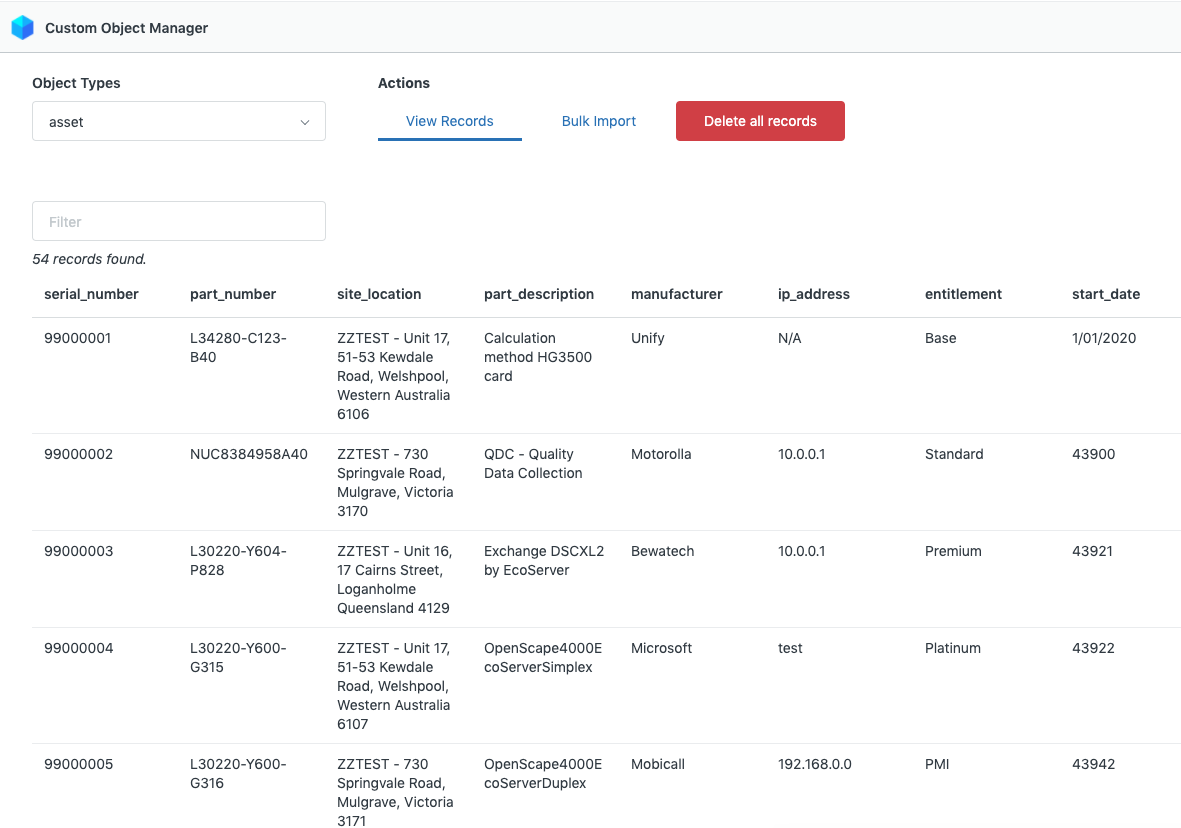 Custom Object Manager
Object Types
Actions
asset
View Records
Bulk Import
Delete all records
Filter
54 records found.
serial_number part_number site_location part_description manufacturer ip_address entitlement start_date
99000001 L34280-C123- ZZTEST - Unit 17, Calculation Unify N/A Base 1/01/2020
B40 51-53 Kewdale method HG3500
Road, Welshpool, card
Western Australia
6106
99000002 NUC8384958A40 ZZTEST - 730 QDC - Quality Motorolla 10.0.0.1 Standard 43900
Springvale Road, Data Collection
Mulgrave, Victoria
3170
99000003 L30220-Y604- ZZTEST - Unit 16, Exchange DSCXL2 Bewatech 10.0.0.1 Premium 43921
P828 17 Cairns Street, by EcoServer
Loganholme
Queensland 4129
99000004 L30220-Y600- ZZTEST - Unit 17, OpenScape4000E Microsoft test Platinum 43922
G315 51-53 Kewdale coServerSimplex
Road, Welshpool,
Western Australia
6107
99000005 L30220-Y600- ZZTEST - 730 OpenScape4000E Mobicall 192.168.0.0 PMI 43942
G316 Springvale Road, coServerDuplex
Mulgrave, Victoria
3171